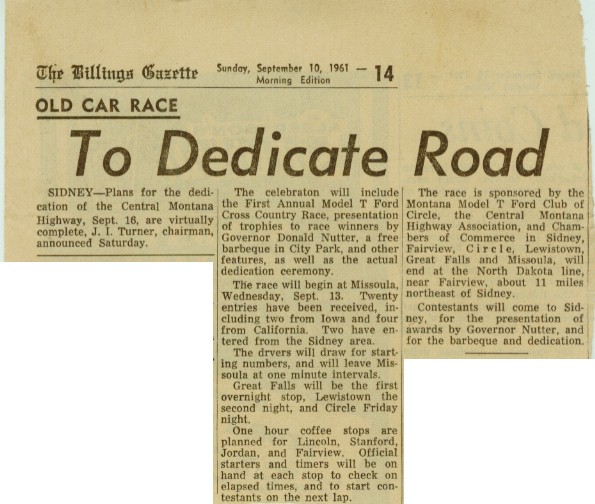 The Billings Gazette Sunday, September 10, 1961 — 14
Morning Edition
OLD CAR RACE
To Dedicate Road
SIDNEY—Plans for the dedi-
cation of the Central Montana
Highway, Sept. 16, are virtually
complete, J. I. Turner, chairman,
announced Saturday.
The celebraton will include
the First Annual Model T Ford
Cross Country Race, presentation
of trophies to race winners by
Governor Donald Nutter, a free
barbeque in City Park, and other
features, as well as the actual
dedication ceremony.
The race will begin at Missoula,
Wednesday, Sept. 13. Twenty
entries have been received, in-
cluding two from Iowa and four
from California. Two have en-
tered from the Sidney area.
The drvers will draw for start-
ing numbers, and will leave Mis-
soula at one minute intervals.
Great Falls will be the first
overnight stop, Lewistown the
second night, and Circle Friday
night.
One hour coffee stops are
planned for Lincoln, Stanford,
Jordan, and Fairview. Official
starters and timers will be on
hand at each stop to check on
elapsed times, and to start con-
testants on the next lap.
The race is sponsored by the
Montana Model T Ford Club of
Circle, the Central Montana
Highway Association, and Cham-
bers of Commerce in Sidney,
Fairview, Circle, Lewistown,
Great Falls and Missoula, will
end at the North Dakota line,
near Fairview, about 11 miles
northeast of Sidney.
Contestants will come to Sid-
ney, for the presentation of
awards by Governor Nutter, and
for the barbeque and dedication.